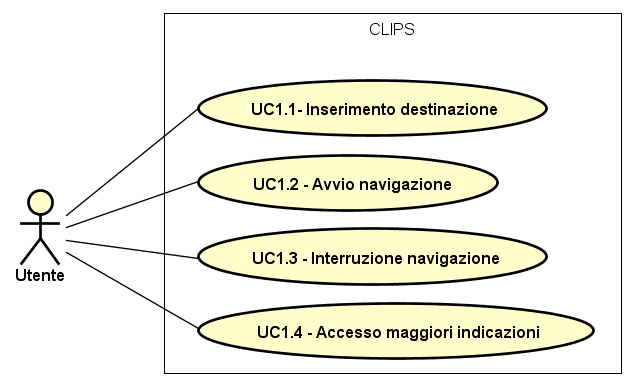 CLIPS
UC1.1- Inserimento destinazione
UC1.2 - Avvio navigazione
UC1.3 - Interruzione navigazione
Utente
UC1.4 - Accesso maggiori indicazioni